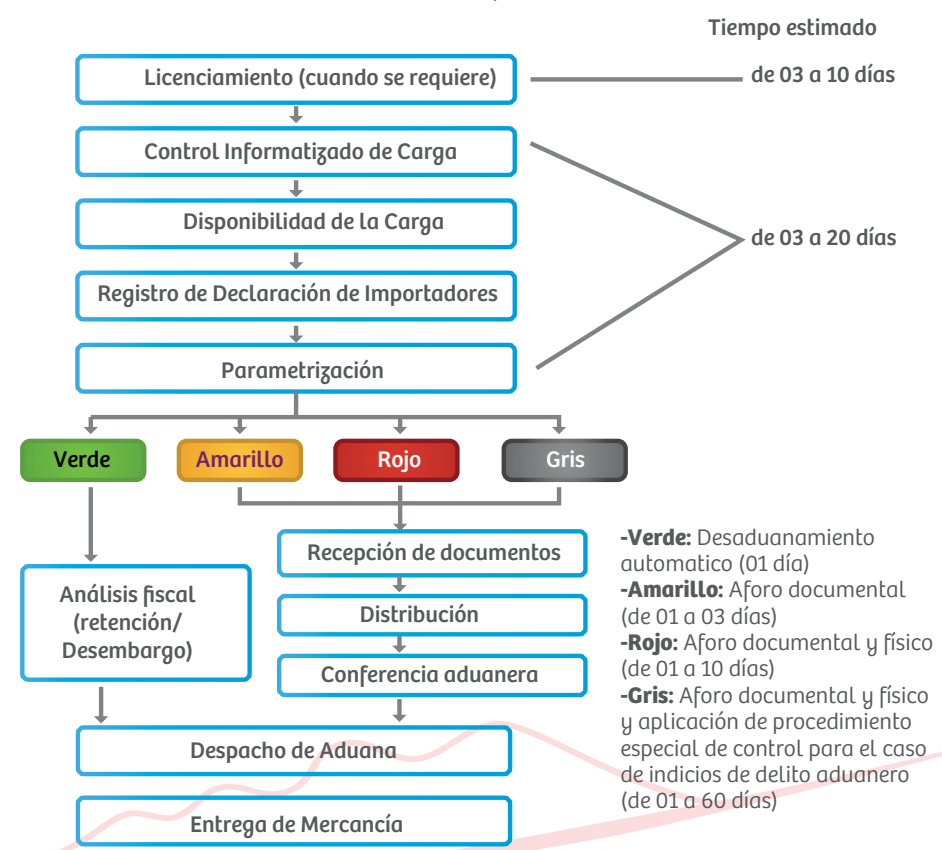 Tiempo estimado
Licenciamiento (cuando se requiere)
de 03 a 10 días
Control Informatizado de Carga
Disponibilidad de la Carga
de 03 a 20 días
Registro de Declaración de Importadores
Parametrización
Verde
Amarillo
Rojo
Gris
Análisis fiscal
(retención/
Desembargo)
Recepción de documentos
Distribución
Conferencia aduanera
-Verde: Desaduanamiento
automatico (01 día)
-Amarillo: Aforo documental
(de 01 a 03 días)
-Rojo: Aforo documental y físico
(de 01 a 10 días)
-Gris: Aforo documental y físico
y aplicación de procedimiento
especial de control para el caso
de indicios de delito aduanero
(de 01 a 60 días)
Despacho de Aduana
Entrega de Mercancía